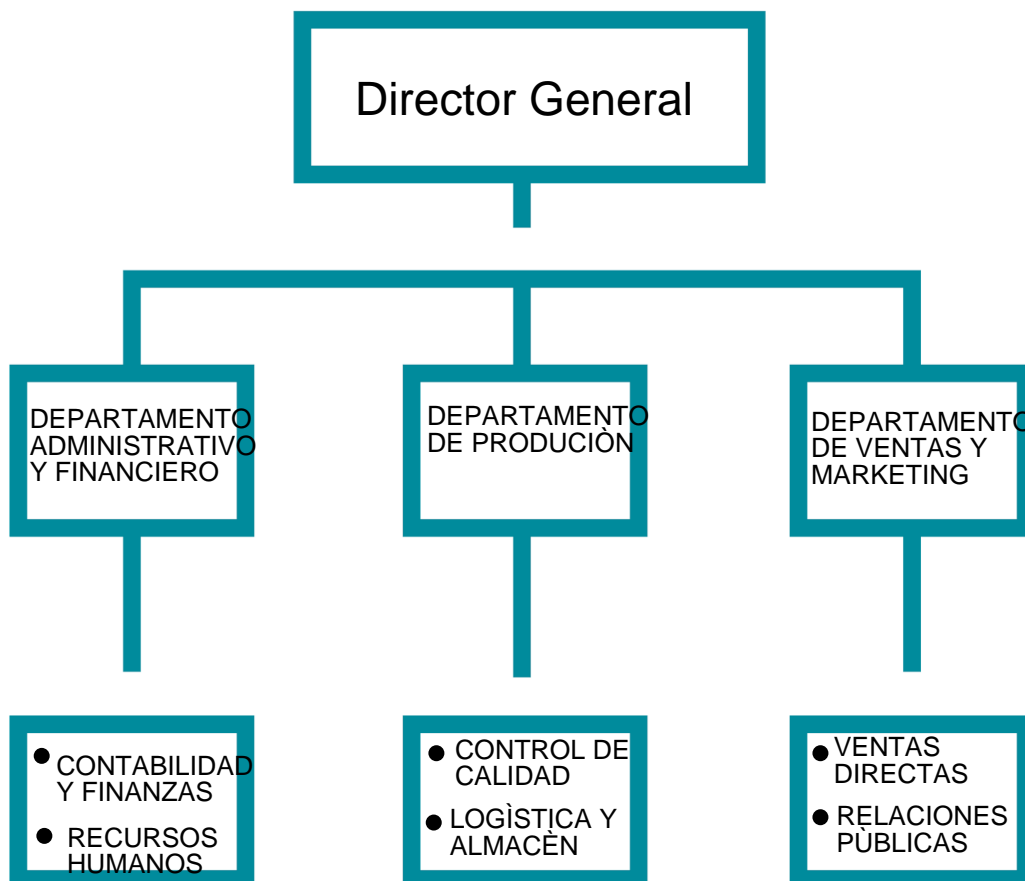 Director General
DEPARTAMENTO
ADMINISTRATIVO
Y FINANCIERO
DEPARTAMENTO
DE PRODUCIÒN
DEPARTAMENTO
DE VENTAS Y
MARKETING
● CONTABILIDAD
Y FINANZAS
● RECURSOS
HUMANOS
● CONTROL DE
CALIDAD
● LOGÌSTICA Y
ALMACÈN
● VENTAS
DIRECTAS
● RELACIONES
PÙBLICAS